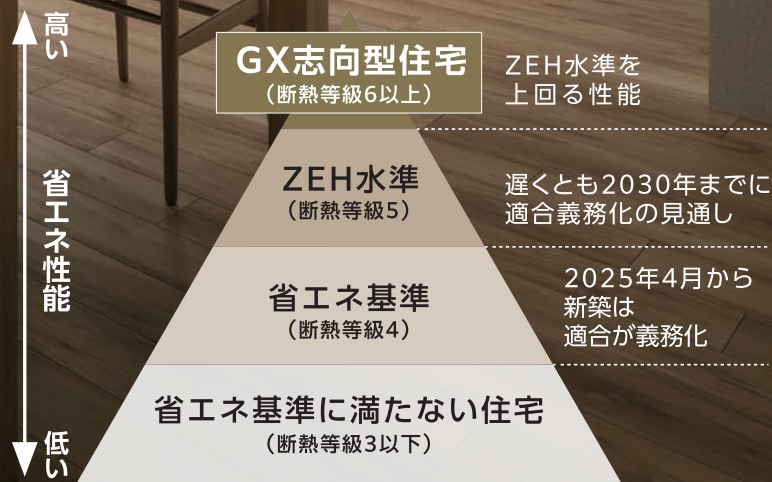 高い
省エネ性能
低い
GX志向型住宅
（断熱等級6以上）
ZEH水準を
上回る性能
ZEH水準
（断熱等級5）
遅くとも2030年までに
適合義務化の見通し
省エネ基準
（断熱等級4）
2025年4月から
新築は
適合が義務化
省エネ基準に満たない住宅
（断熱等級3以下）